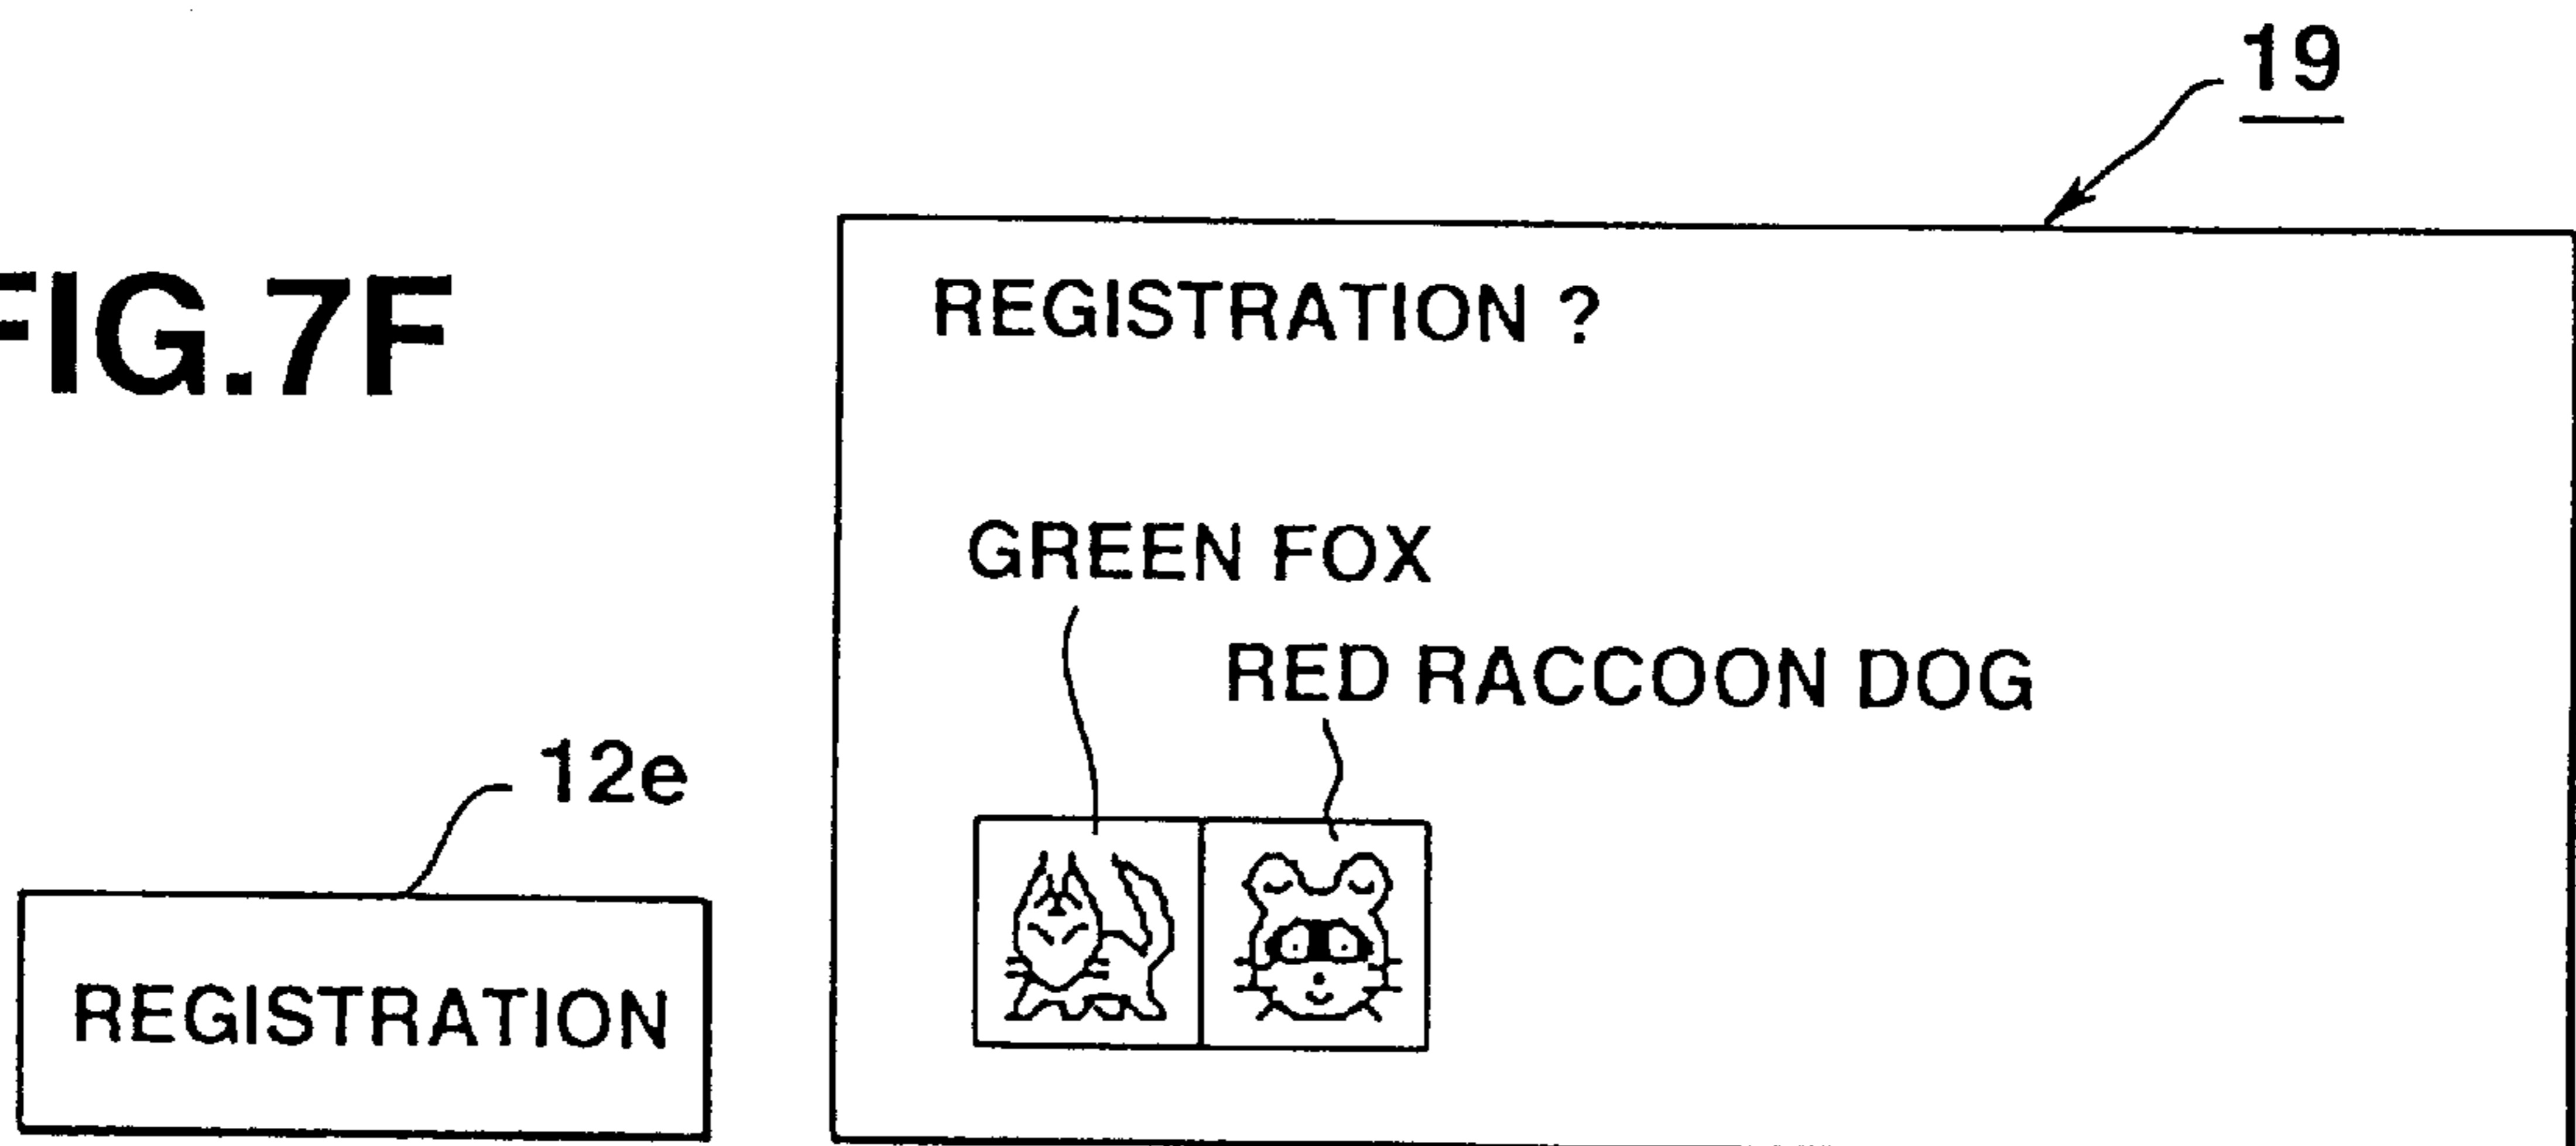 19
FIG.7F
REGISTRATION ?
GREEN FOX
RED RACCOON DOG
12e
REGISTRATION